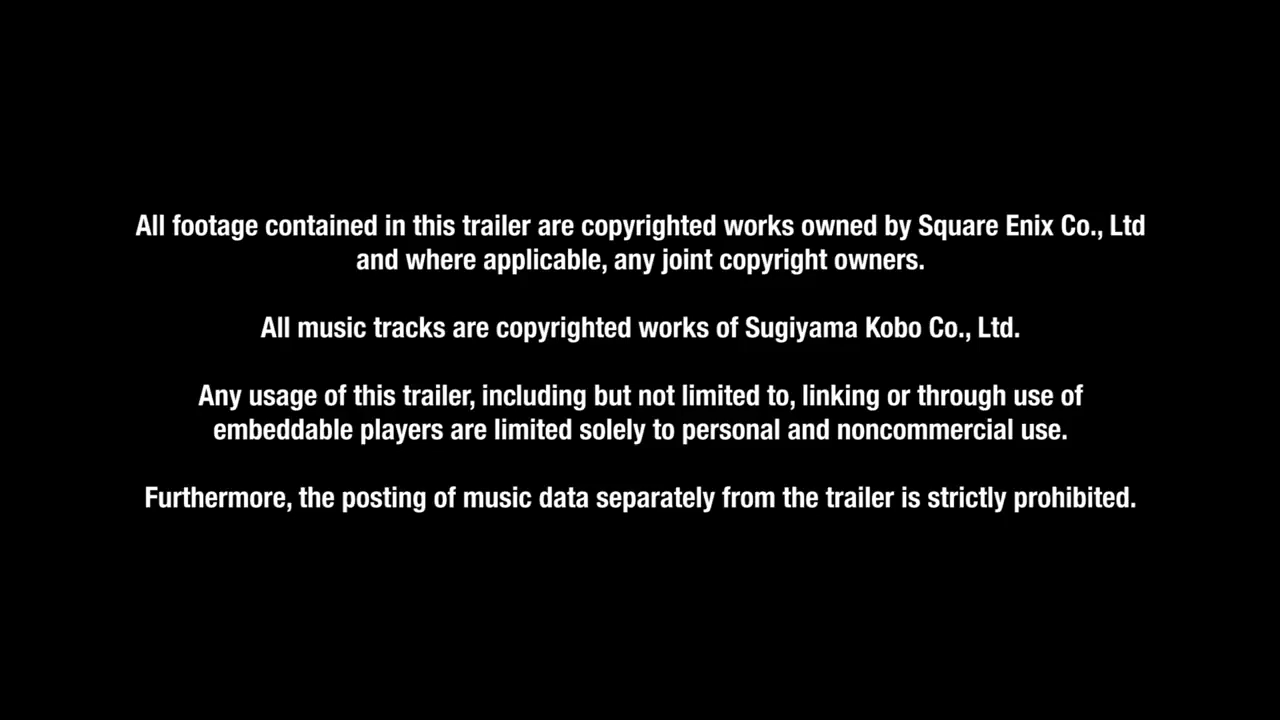 All footage contained in this trailer are copyrighted works owned by Square Enix Co., Ltd
and where applicable, any joint copyright owners.
All music tracks are copyrighted works of Sugiyama Kobo Co., Ltd.
Any usage of this trailer, including but not limited to, linking or through use of
embeddable players are limited solely to personal and noncommercial use.
Furthermore, the posting of music data separately from the trailer is strictly prohibited.